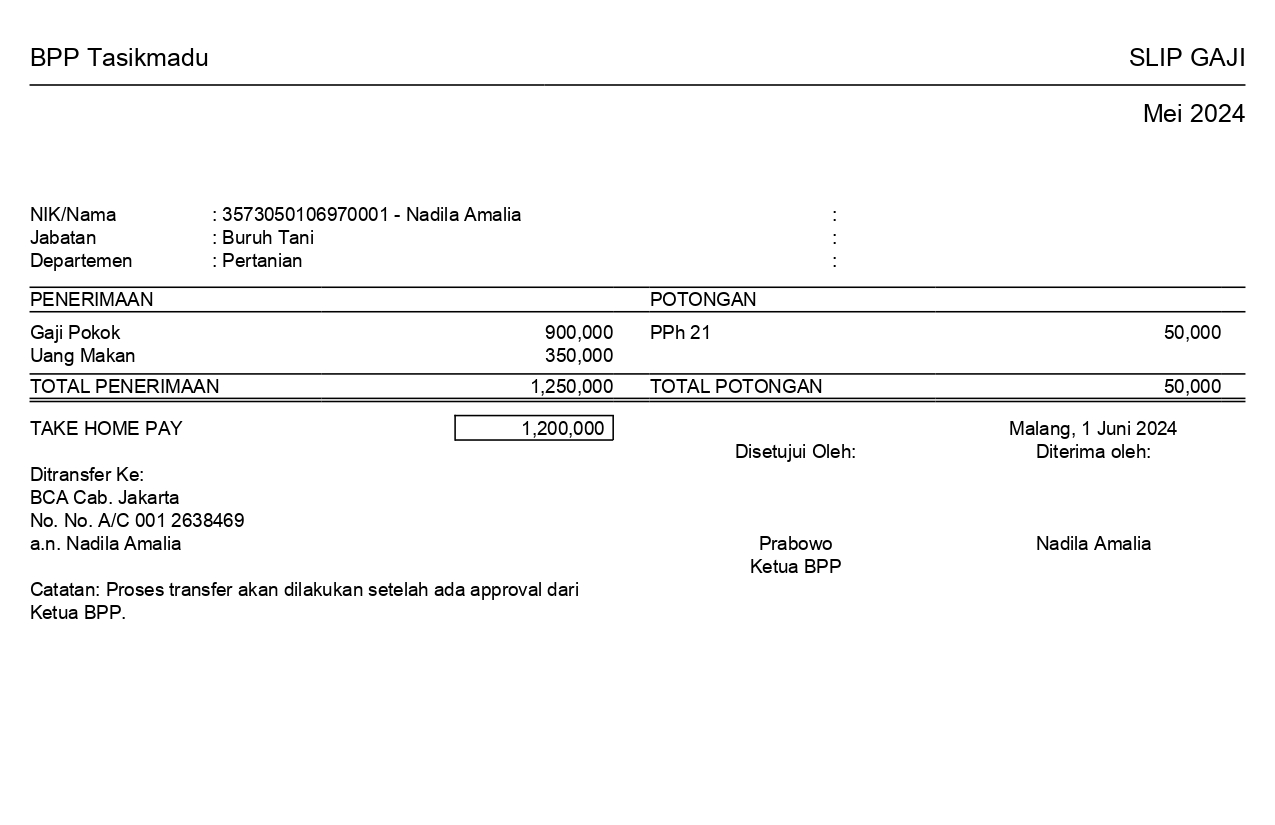 BPP Tasikmadu SLIP GAJI
Mei 2024
NIK/Nama : 3573050106970001 - Nadila Amalia :
Jabatan : Buruh Tani :
Departemen : Pertanian :
PENERIMAAN POTONGAN
Gaji Pokok 900,000 PPh 21 50,000
Uang Makan 350,000
TOTAL PENERIMAAN 1,250,000 TOTAL POTONGAN 50,000
TAKE HOME PAY 1,200,000 Malang, 1 Juni 2024
Disetujui Oleh: Diterima oleh:
Ditransfer Ke:
BCA Cab. Jakarta
No. No. A/C 001 2638469
a.n. Nadila Amalia Prabowo Nadila Amalia
Ketua BPP
Catatan: Proses transfer akan dilakukan setelah ada approval dari
Ketua BPP.